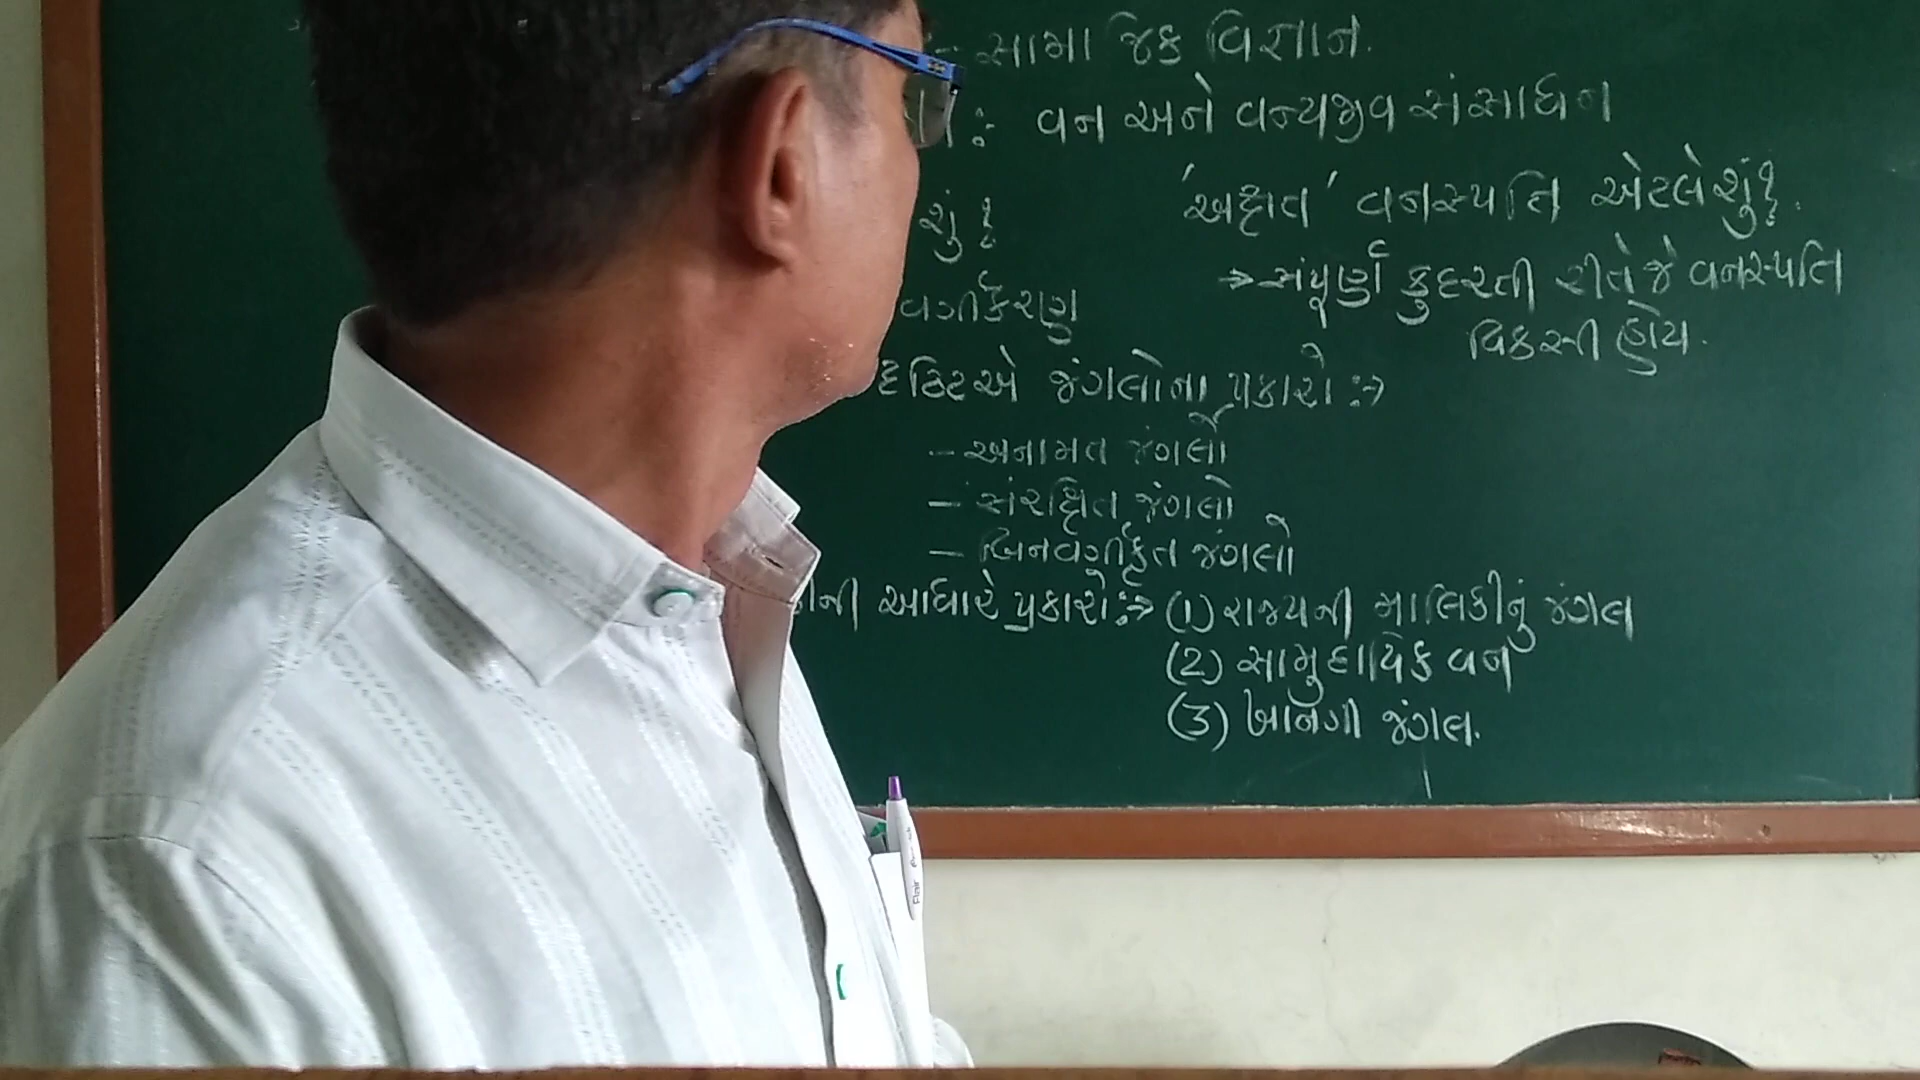 - સામાજિક વિજ્ઞાન.
વન અને વન્યજીવ સંસાધન
શું ?
'અક્ષત' વનસ્પતિ એટલે શું ?
→ સંપૂર્ણ કુદરતી રીતે જે વનસ્પતિ
વિકસી હોય.
વર્ગીકરણ
જંગલોના પ્રકારો :→
- અનામત જંગલો
- સંરક્ષિત જંગલો
- બિનવર્ગીકૃત જંગલો
આધારે પ્રકારો :→ (1) રાજ્યની માલિકીનું જંગલ
(2) સામુદાયિક વન
(3) ખાનગી જંગલ.
Flair